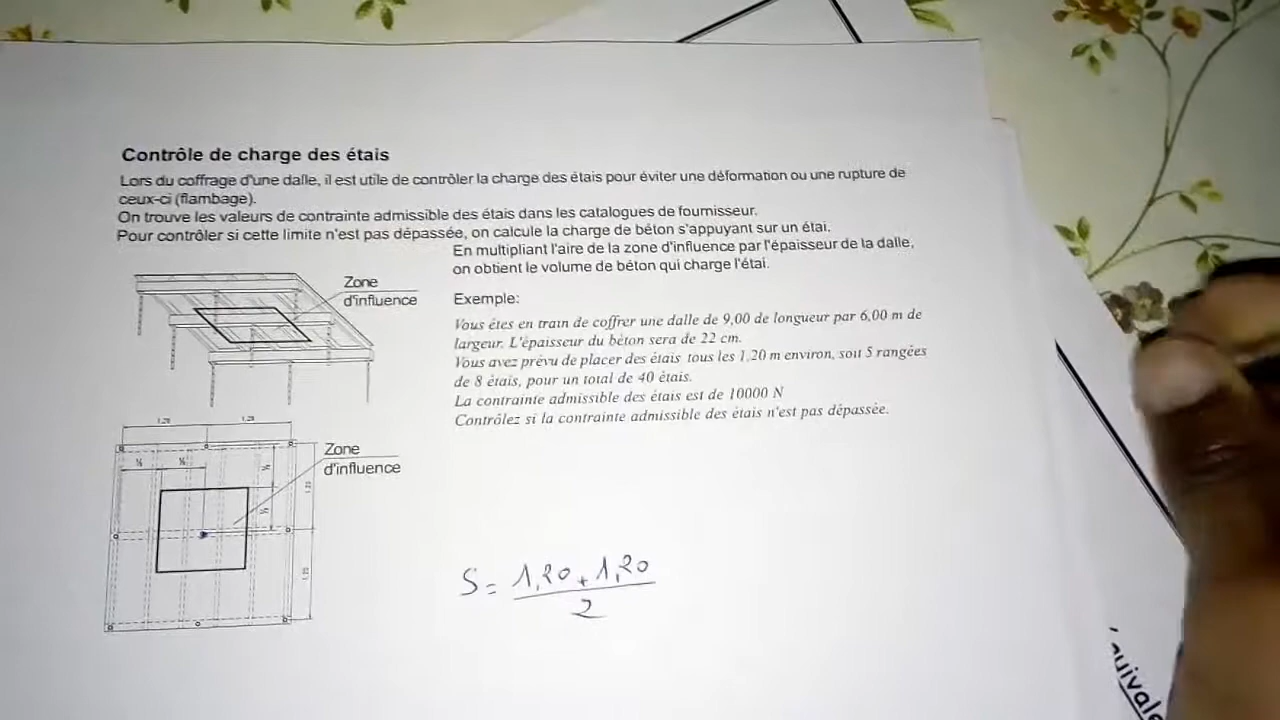 Contrôle de charge des étais
Lors du coffrage d'une dalle, il est utile de contrôler la charge des étais pour éviter une déformation ou une rupture de
ceux-ci (flambage).
On trouve les valeurs de contrainte admissible des étais dans les catalogues de fournisseur.
Pour contrôler si cette limite n'est pas dépassée, on calcule la charge de béton s'appuyant sur un étai.
En multipliant l'aire de la zone d'influence par l'épaisseur de la dalle,
on obtient le volume de béton qui charge l'étai.
Zone
d'influence
Exemple:
Vous êtes en train de coffrer une dalle de 9,00 de longueur par 6,00 m de
largeur. L'épaisseur du béton sera de 22 cm.
Vous avez prévu de placer des étais tous les 1,20 m environ, soit 5 rangées
de 8 étais, pour un total de 40 étais.
La contrainte admissible des étais est de 10000 N
Contrôlez si la contrainte admissible des étais n'est pas dépassée.
Zone
d'influence
½ ½
½
½
S = 1,20 + 1,20
2